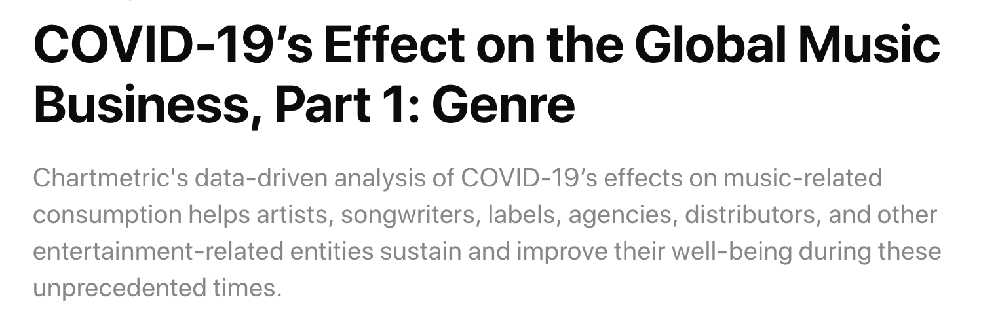 COVID-19’s Effect on the Global Music
Business, Part 1: Genre
Chartmetric's data-driven analysis of COVID-19’s effects on music-related
consumption helps artists, songwriters, labels, agencies, distributors, and other
entertainment-related entities sustain and improve their well-being during these
unprecedented times.